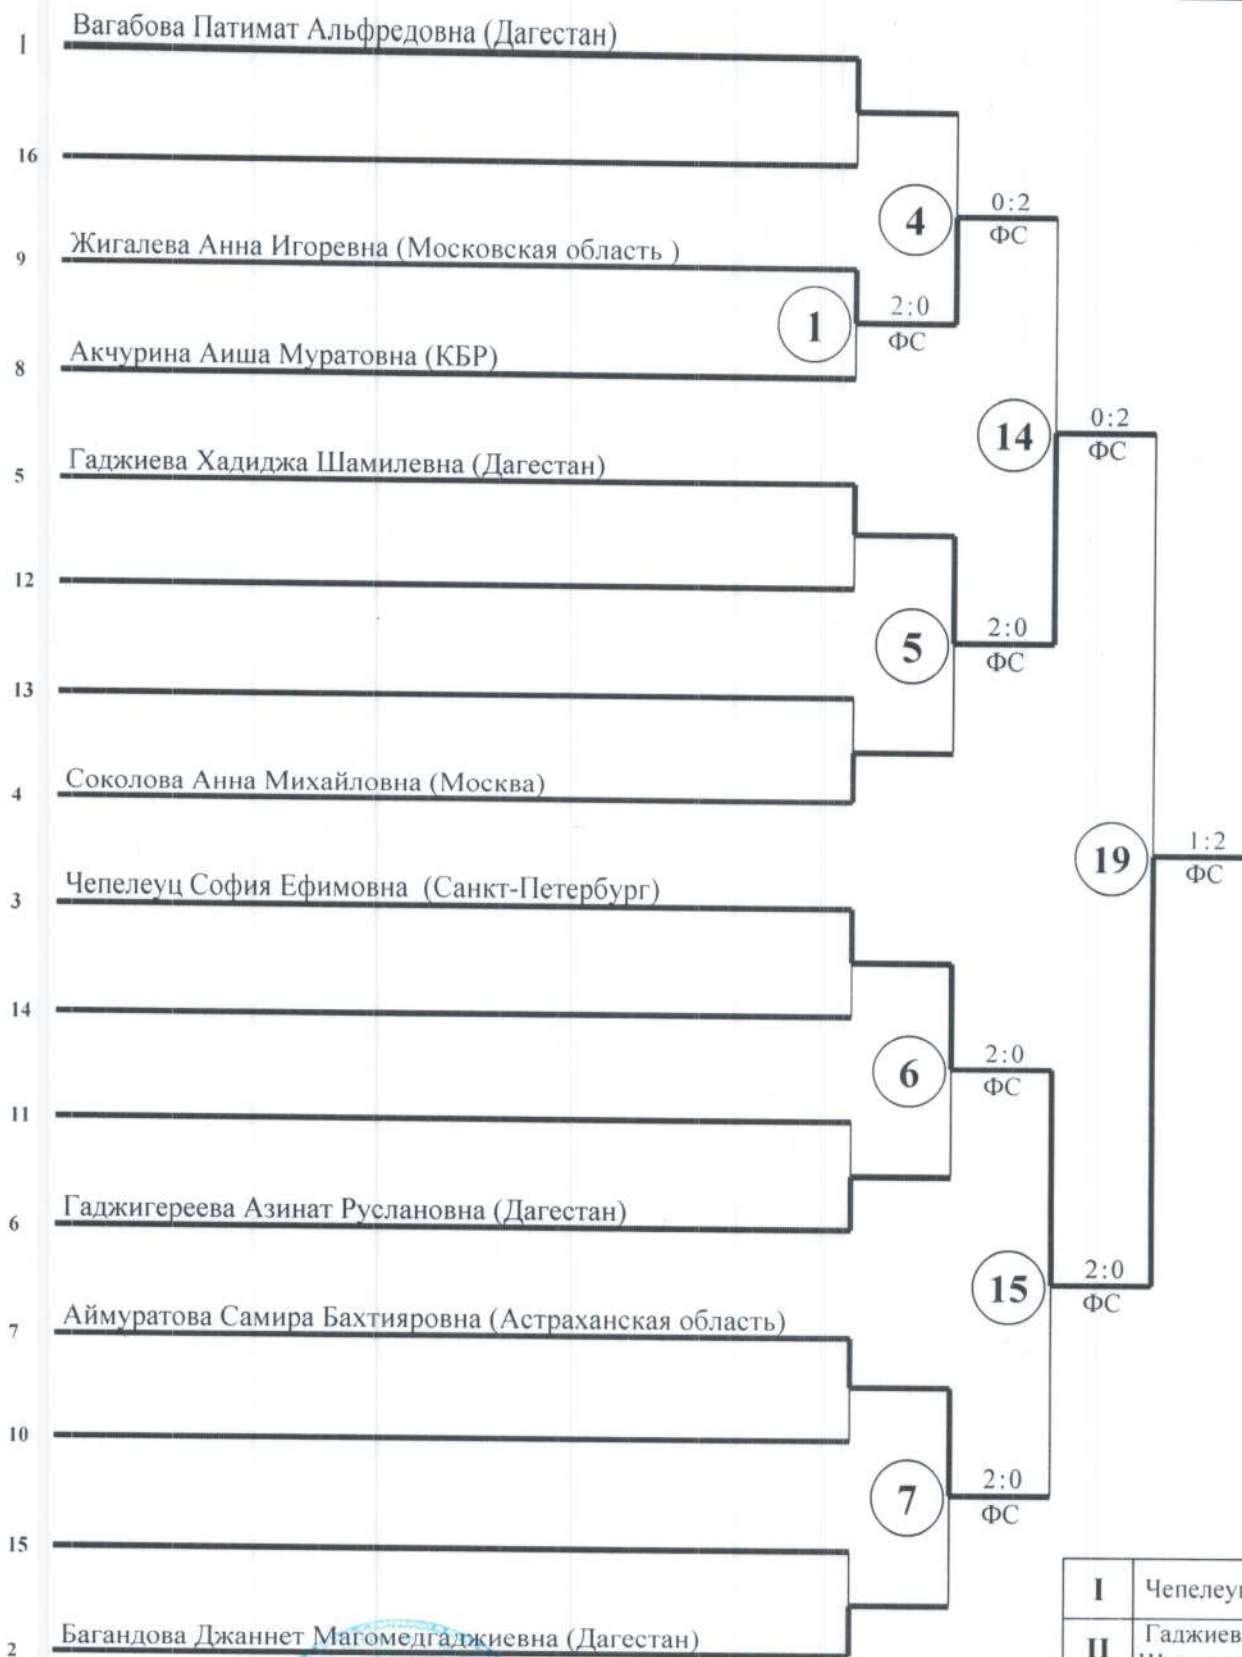 1 Вагабова Патимат Альфредовна (Дагестан)
16
4
0:2
ФС
9 Жигалева Анна Игоревна (Московская область )
1
2:0
ФС
8 Акчурина Аиша Муратовна (КБР)
14
0:2
ФС
5 Гаджиева Хадиджа Шамилевна (Дагестан)
12
5
2:0
ФС
13
4 Соколова Анна Михайловна (Москва)
19
1:2
ФС
3 Чепелеуц София Ефимовна (Санкт-Петербург)
14
6
2:0
ФС
11
6 Гаджигереева Азинат Руслановна (Дагестан)
15
2:0
ФС
7 Аймуратова Самира Бахтияровна (Астраханская область)
10
7
2:0
ФС
15
I Чепелеуц
2 Багандова Джаннет Магомедгаджиевна (Дагестан)
II Гаджиев